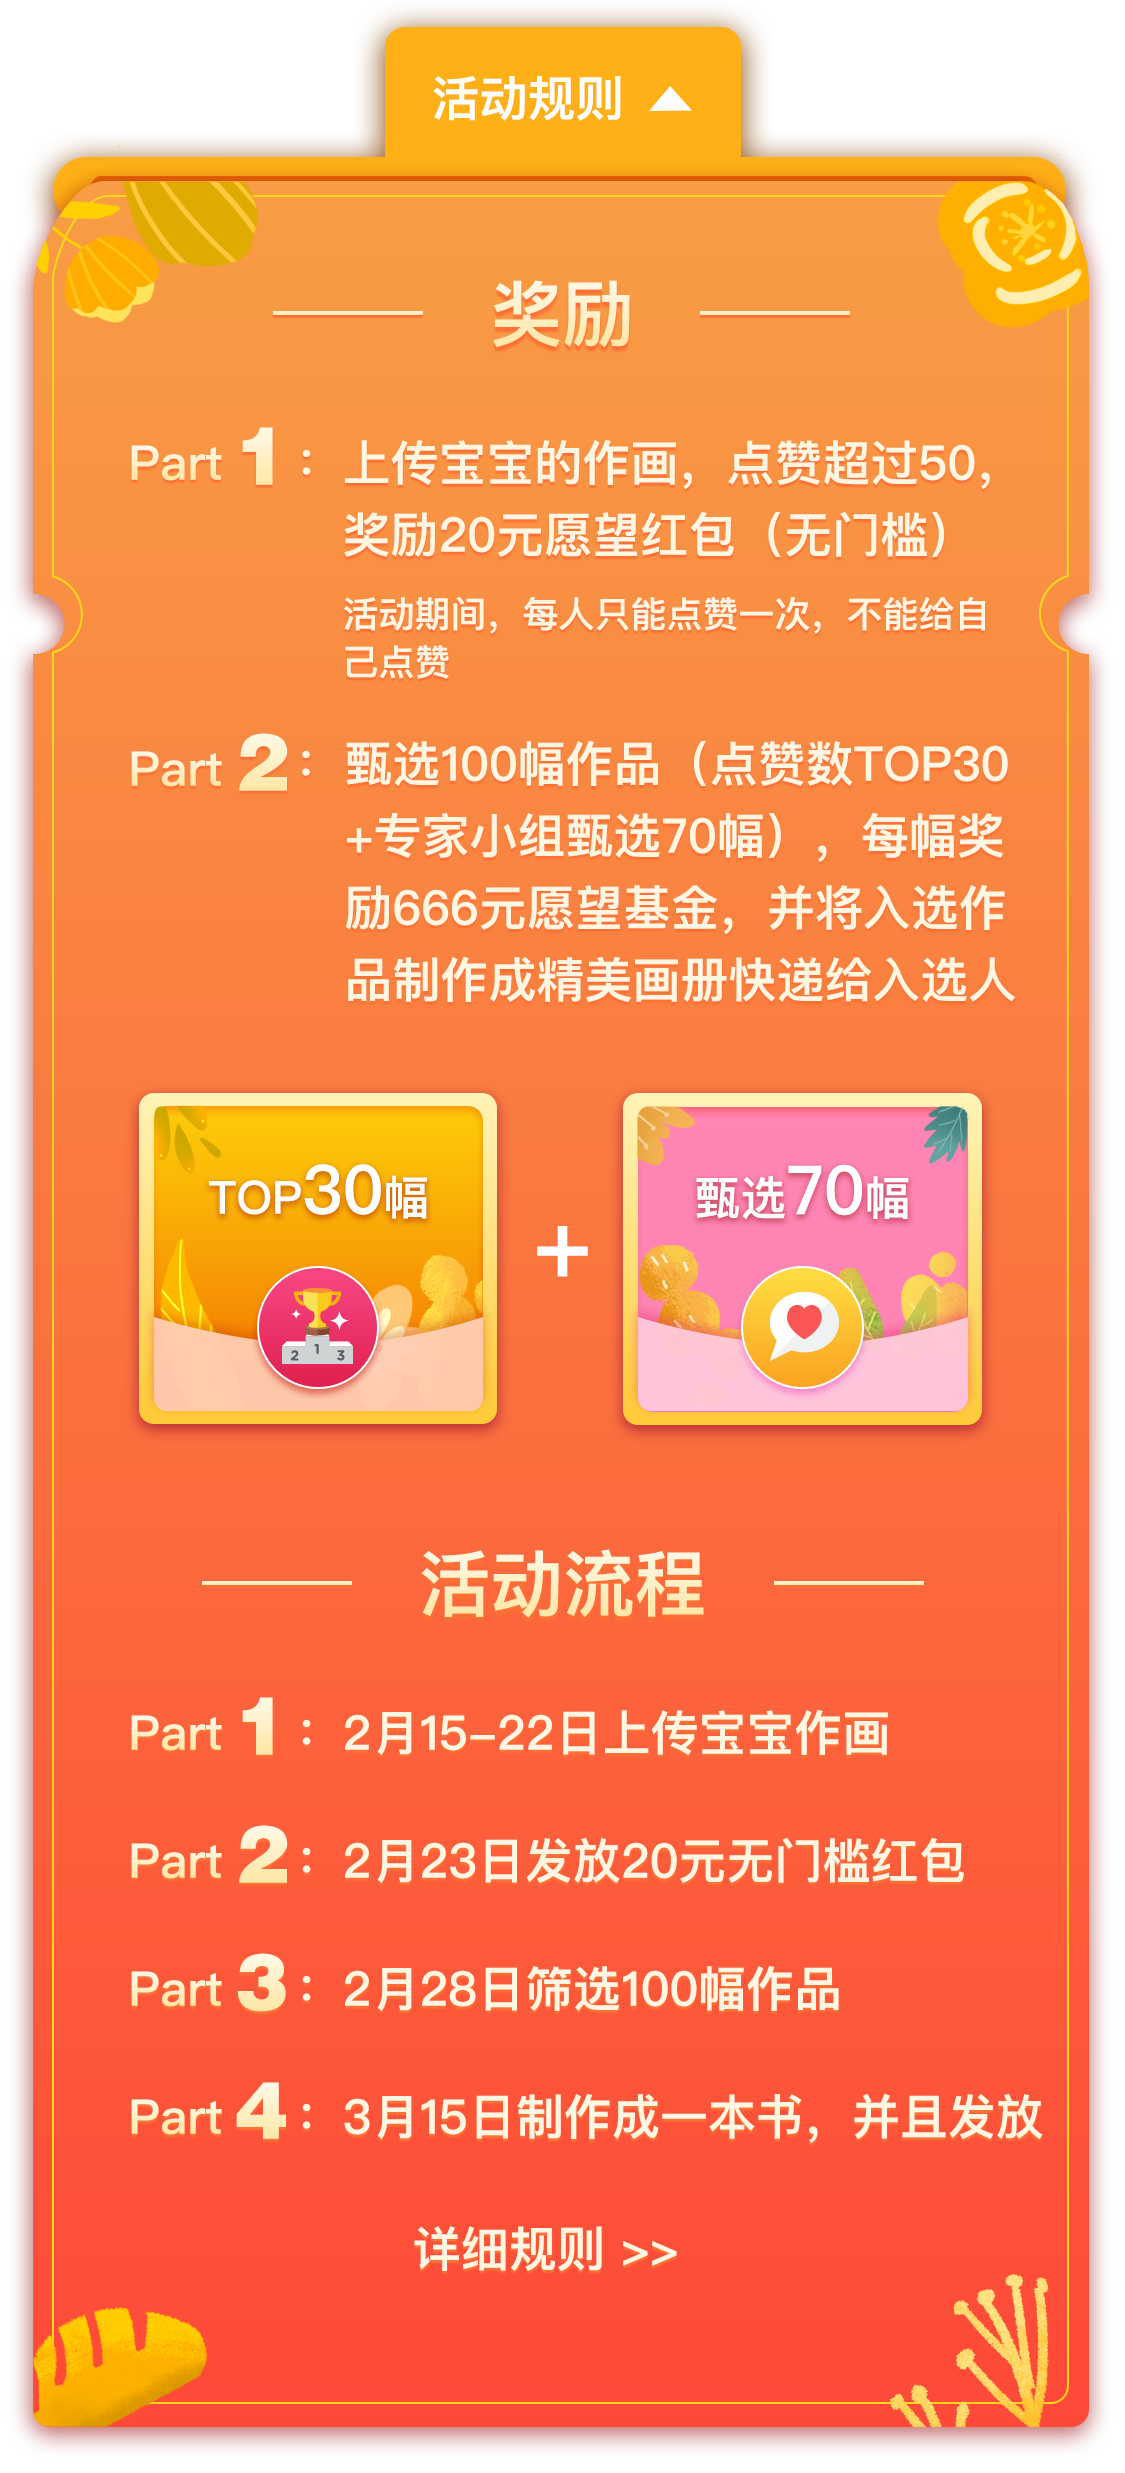 活动规则
奖励
Part 1：上传宝宝的作画，点赞超过50，
奖励20元愿望红包（无门槛）
活动期间，每人只能点赞一次，不能给自
己点赞
Part 2：甄选100幅作品（点赞数TOP30
+专家小组甄选70幅），每幅奖
励666元愿望基金，并将入选作
品制作成精美画册快递给入选人
TOP30幅
+
甄选70幅
2 1 3
活动流程
Part 1：2月15-22日上传宝宝作画
Part 2：2月23日发放20元无门槛红包
Part 3：2月28日筛选100幅作品
Part 4：3月15日制作成一本书，并且发放
详细规则 >>